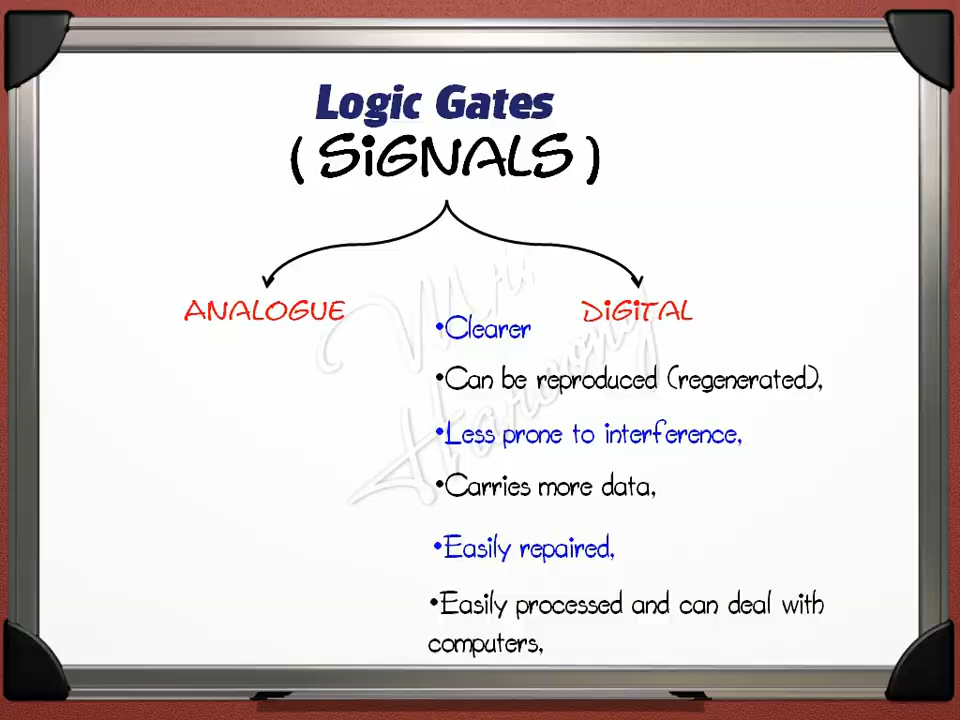 Logic Gates
(SiGNALS)
ANALOGUE
DiGiTAL
•Clearer
•Can be reproduced (regenerated),
•Less prone to interference,
•Carries more data,
•Easily repaired,
•Easily processed and can deal with
computers,